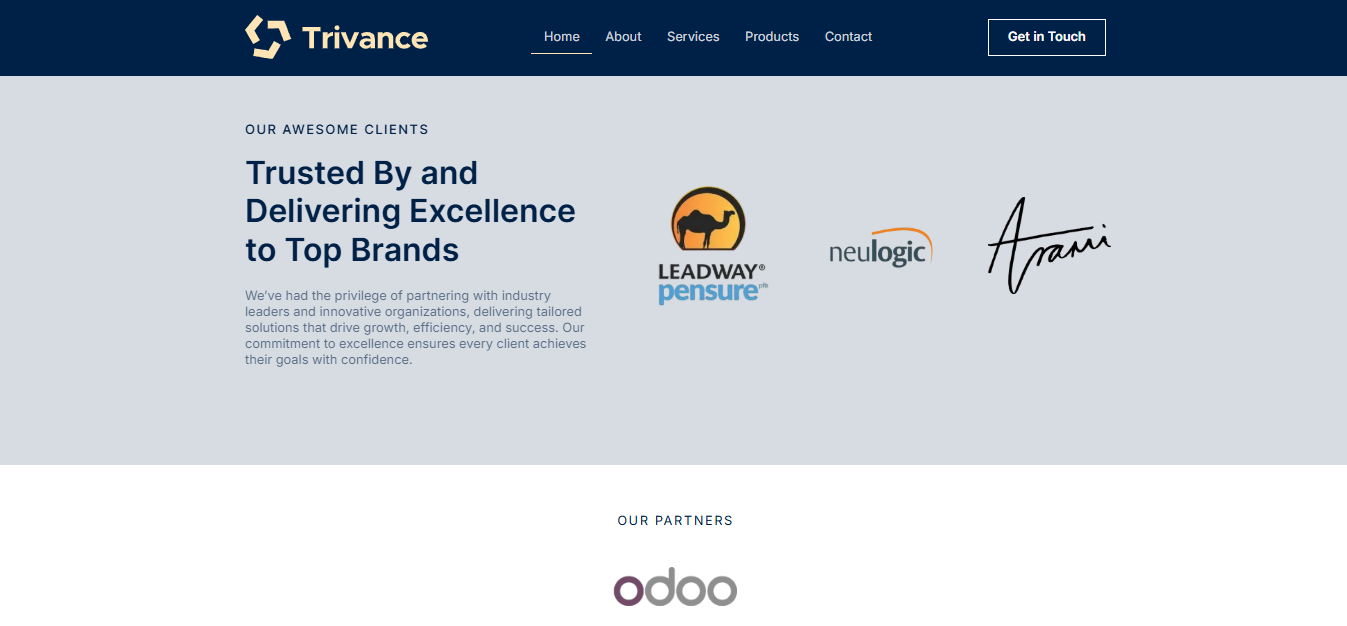 Trivance
Home About Services Products Contact
Get in Touch
OUR AWESOME CLIENTS
Trusted By and
Delivering Excellence
to Top Brands
We’ve had the privilege of partnering with industry
leaders and innovative organizations, delivering tailored
solutions that drive growth, efficiency, and success. Our
commitment to excellence ensures every client achieves
their goals with confidence.
LEADWAY®
pensure pfa
neulogic
Arami
OUR PARTNERS
odoo